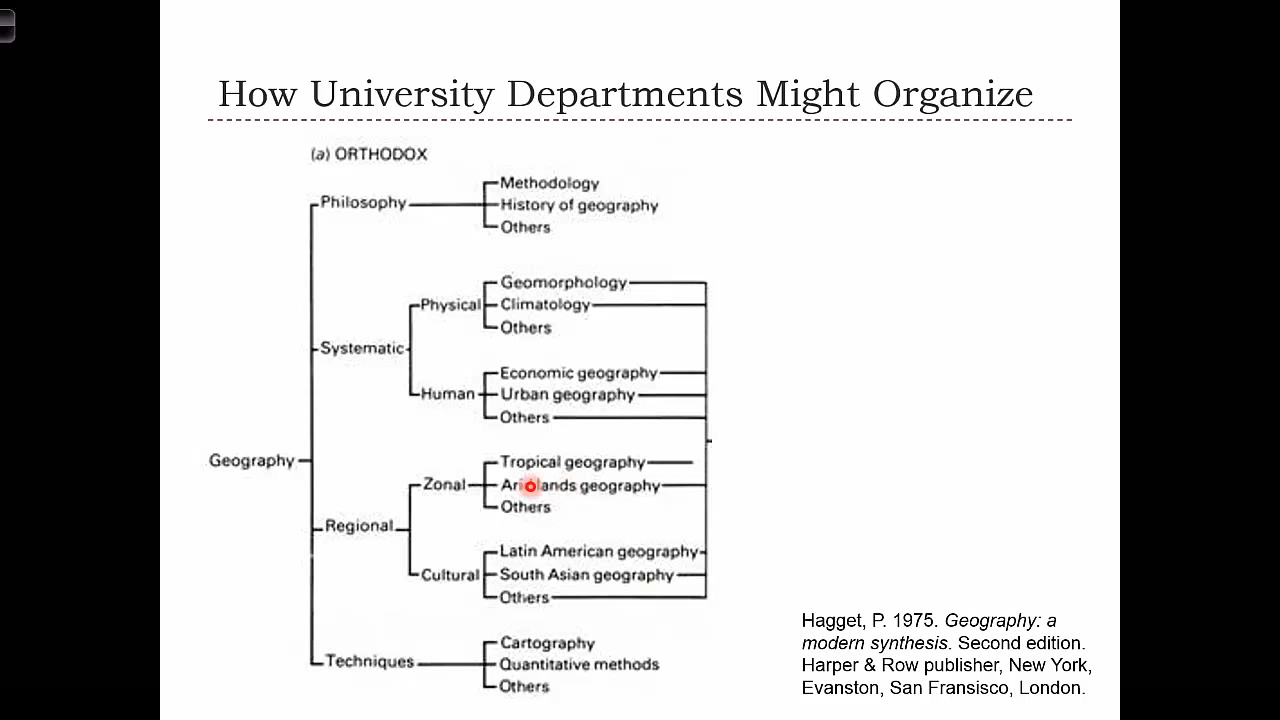 How University Departments Might Organize
(a) ORTHODOX
Methodology
Philosophy
History of geography
Others
Geomorphology
Physical
Climatology
Others
Systematic
Economic geography
Human
Urban geography
Others
Geography
Tropical geography
Zonal
geography
Others
Regional
Latin American geography
Cultural
South Asian geography
Others
Cartography
Techniques
Quantitative methods
Others
Hagget, P. 1975. Geography: a
modern synthesis. Second edition.
Harper & Row publisher, New York,
Evanston, San Fransisco, London.